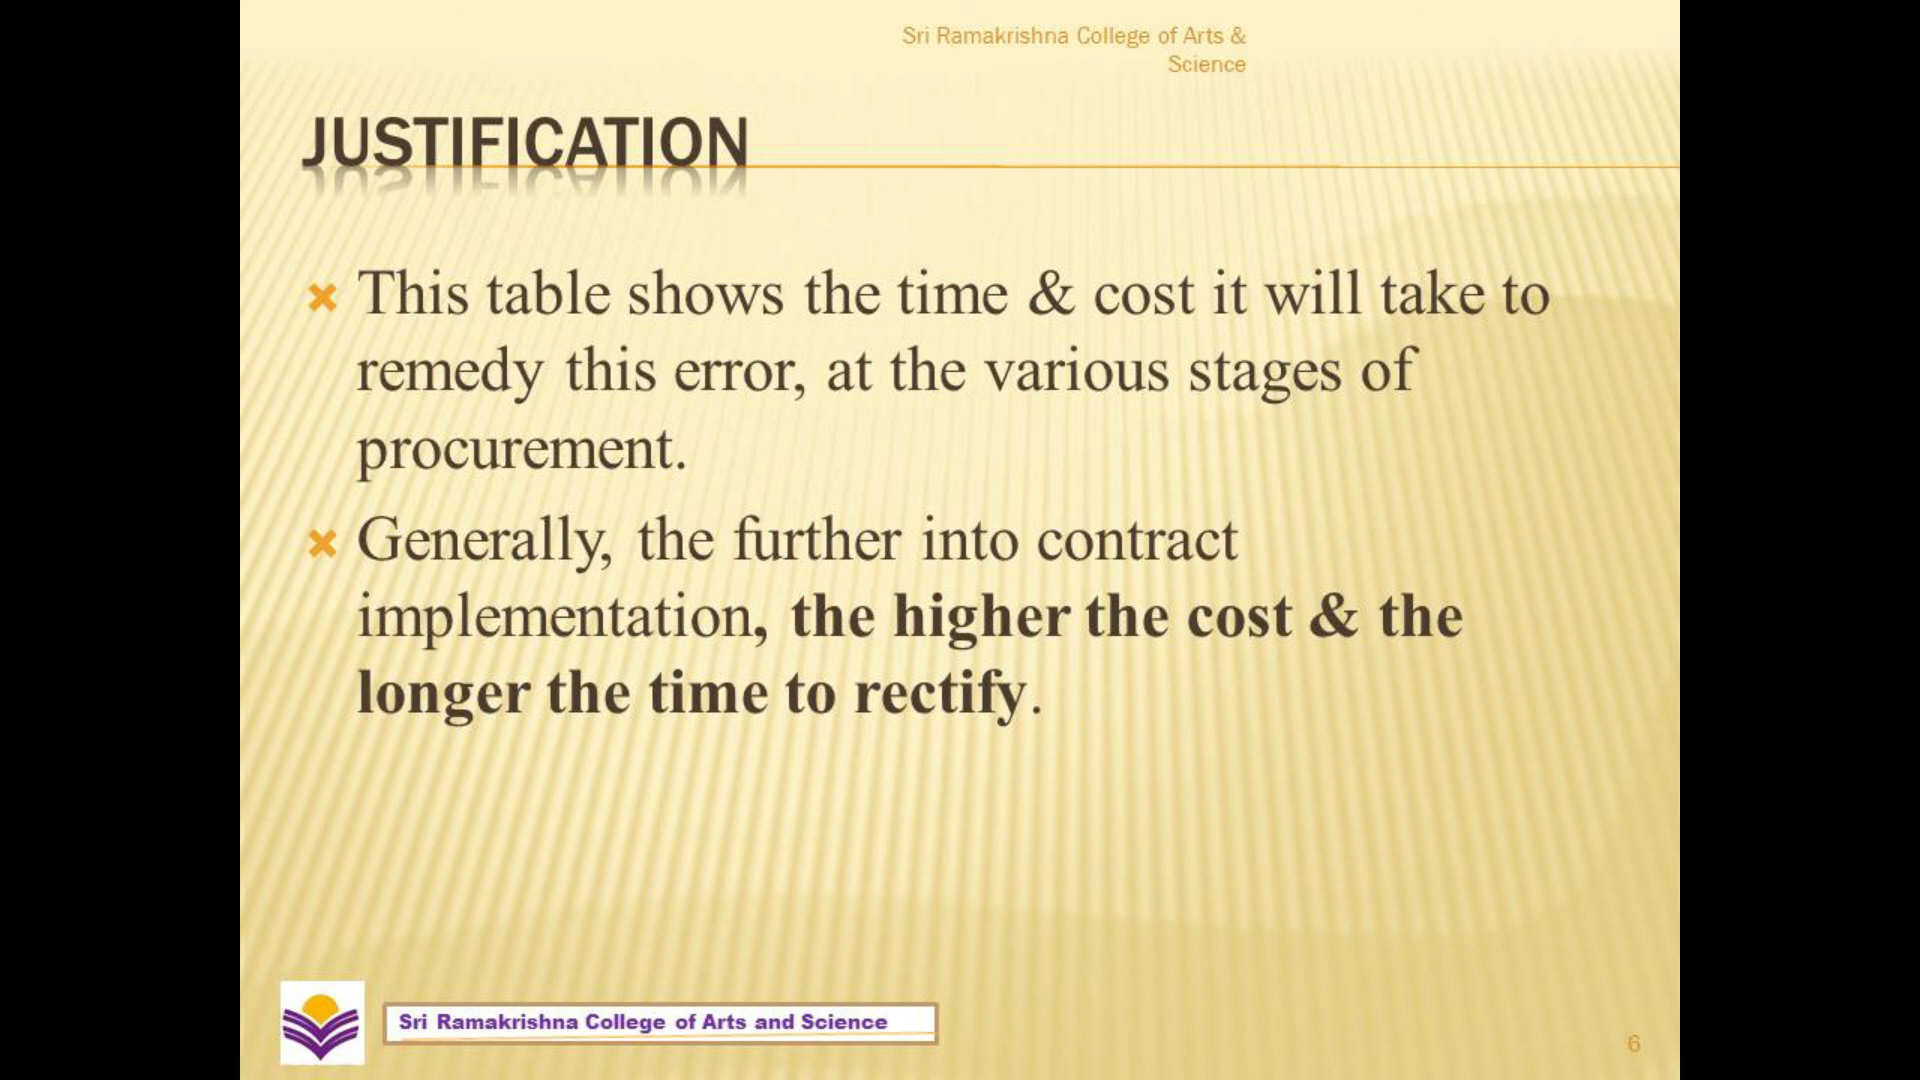 Sri Ramakrishna College of Arts &
Science
JUSTIFICATION
This table shows the time & cost it will take to
remedy this error, at the various stages of
procurement.
Generally, the further into contract
implementation, the higher the cost & the
longer the time to rectify.
Sri Ramakrishna College of Arts and Science
6